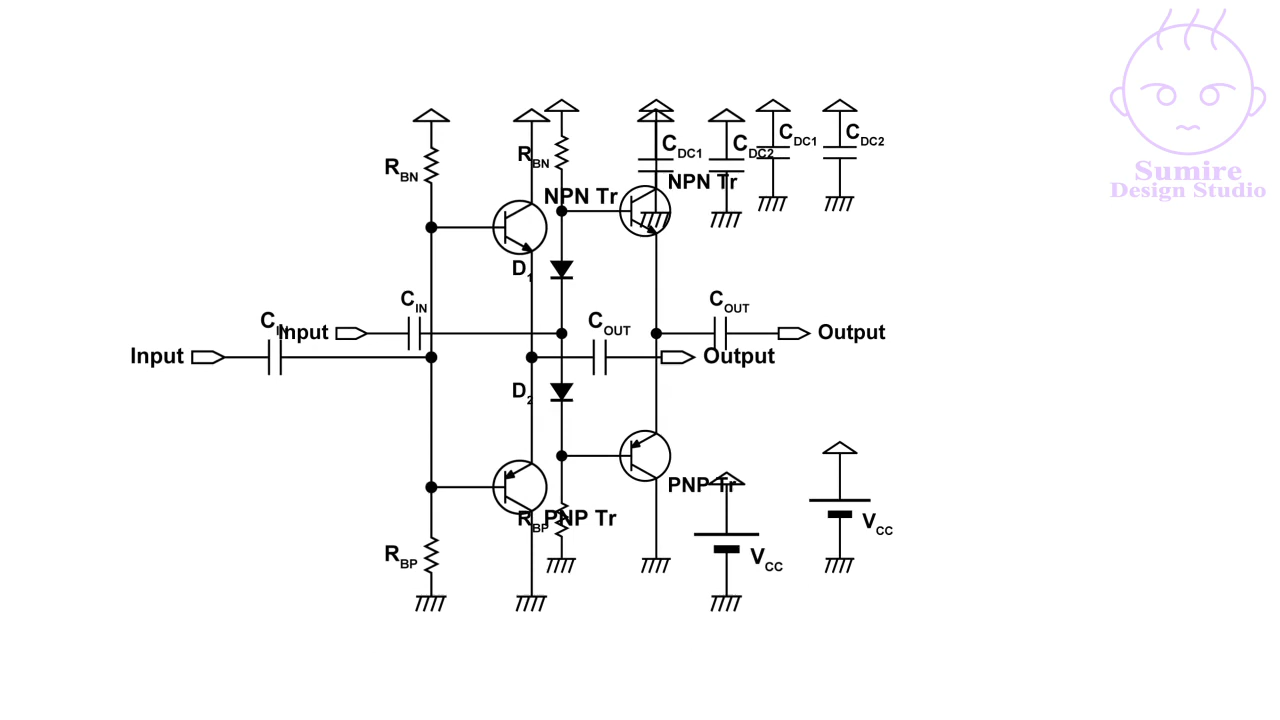 Sumire
Design Studio
C_DC1
C_DC2
C_DC1
C_DC2
R_BN
R_BN
NPN Tr
NPN Tr
D_1
C_IN
C_OUT
C_IN
Input
C_OUT
Output
Input
Output
D_2
PNP Tr
R_BP
PNP Tr
V_CC
R_BP
V_CC